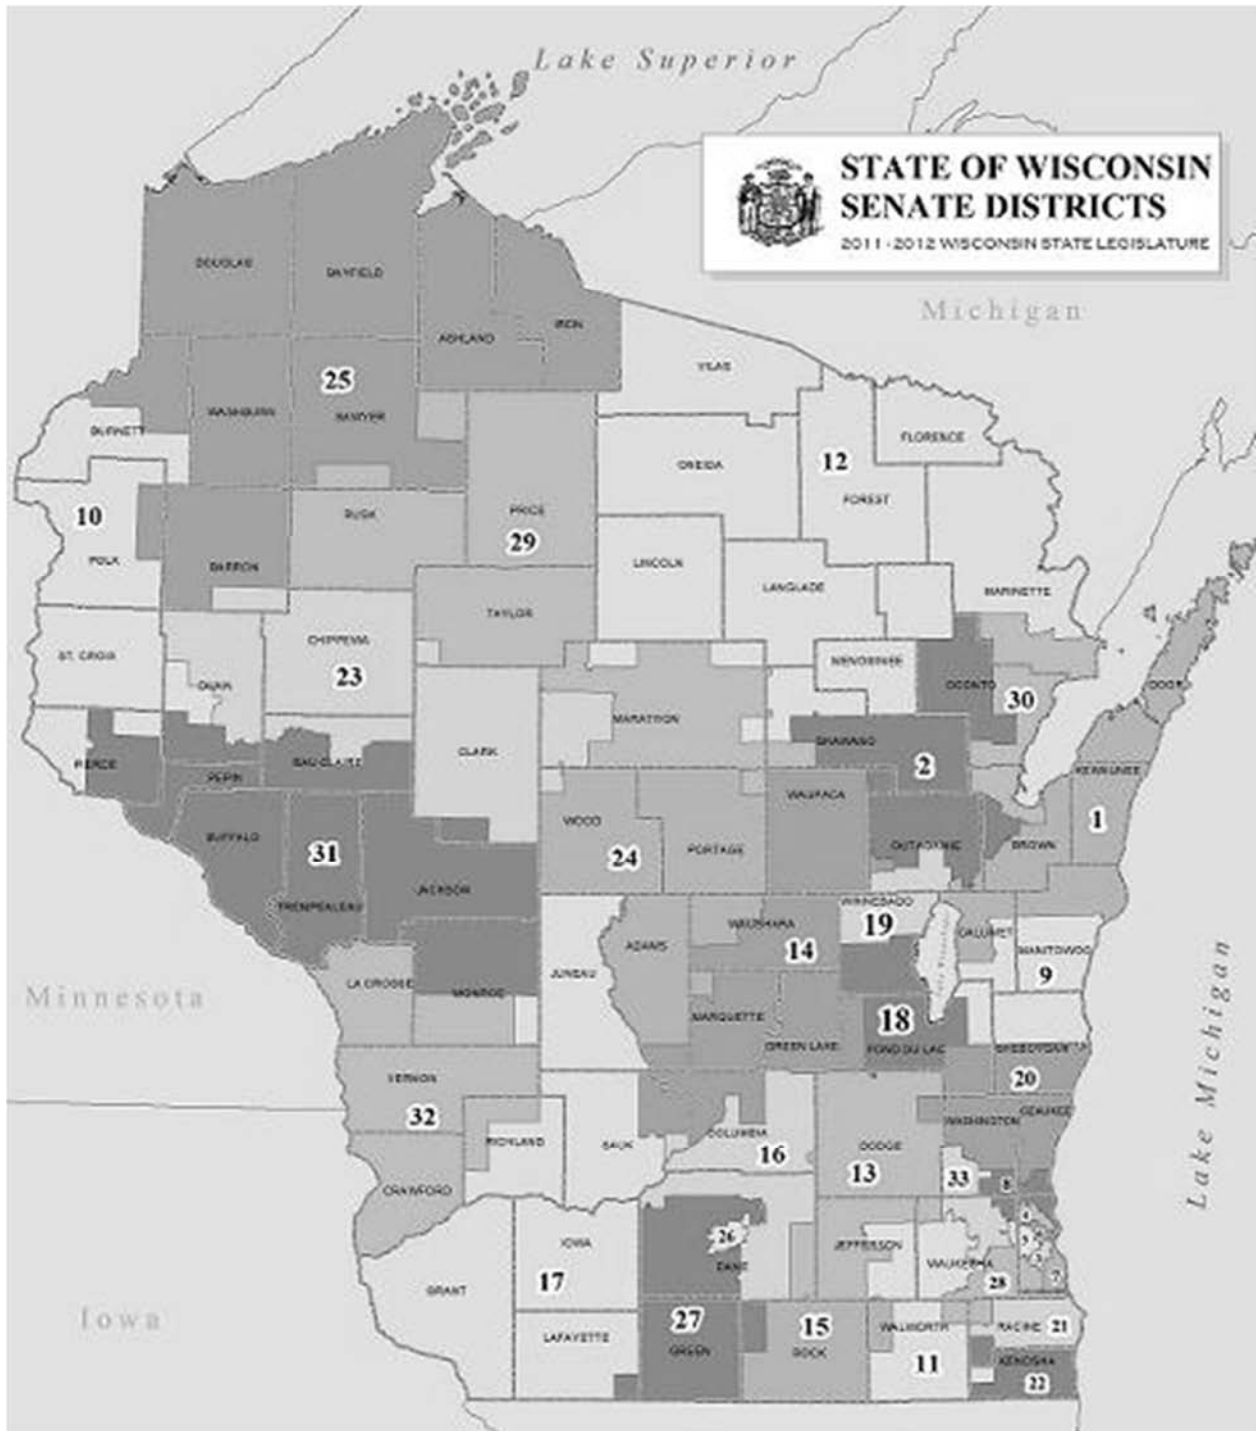 Lake Superior
STATE OF WISCONSIN
SENATE DISTRICTS
2011-2012 WISCONSIN STATE LEGISLATURE
Michigan
DOUGLAS
BAYFIELD
IRON
ASHLAND
VILAS
25
WASHBURN
SAWYER
BURNETT
FLORENCE
ONEIDA
12
FOREST
10
RUSK
PRICE
29
POLK
BARRON
LINCOLN
LANGLADE
MARINETTE
TAYLOR
CHIPPEWA
ST. CROIX
MENOMINEE
23
DUNN
OCONTO
30
DOOR
MARATHON
SHAWANO
CLARK
PIERCE
EAU CLAIRE
2
PEPIN
KEWAUNEE
WAUPACA
1
BUFFALO
WOOD
31
24
PORTAGE
OUTAGAMIE
BROWN
JACKSON
TREMPEALEAU
WINNEBAGO
WAUSHARA
19
CALUMET
ADAMS
14
MANITOWOC
JUNEAU
9
LA CROSSE
MONROE
Minnesota
MARQUETTE
18
GREEN LAKE
FOND DU LAC
SHEBOYGAN
VERNON
20
32
WASHINGTON
OZAUKEE
COLUMBIA
RICHLAND
SAUK
DODGE
16
13
33
8
CRAWFORD
Lake Michigan
4
26
IOWA
JEFFERSON
5
WAUKESHA
DANE
3
17
28
7
GRANT
Iowa
27
15
WALWORTH
RACINE
21
LAFAYETTE
GREEN
ROCK
11
KENOSHA
22